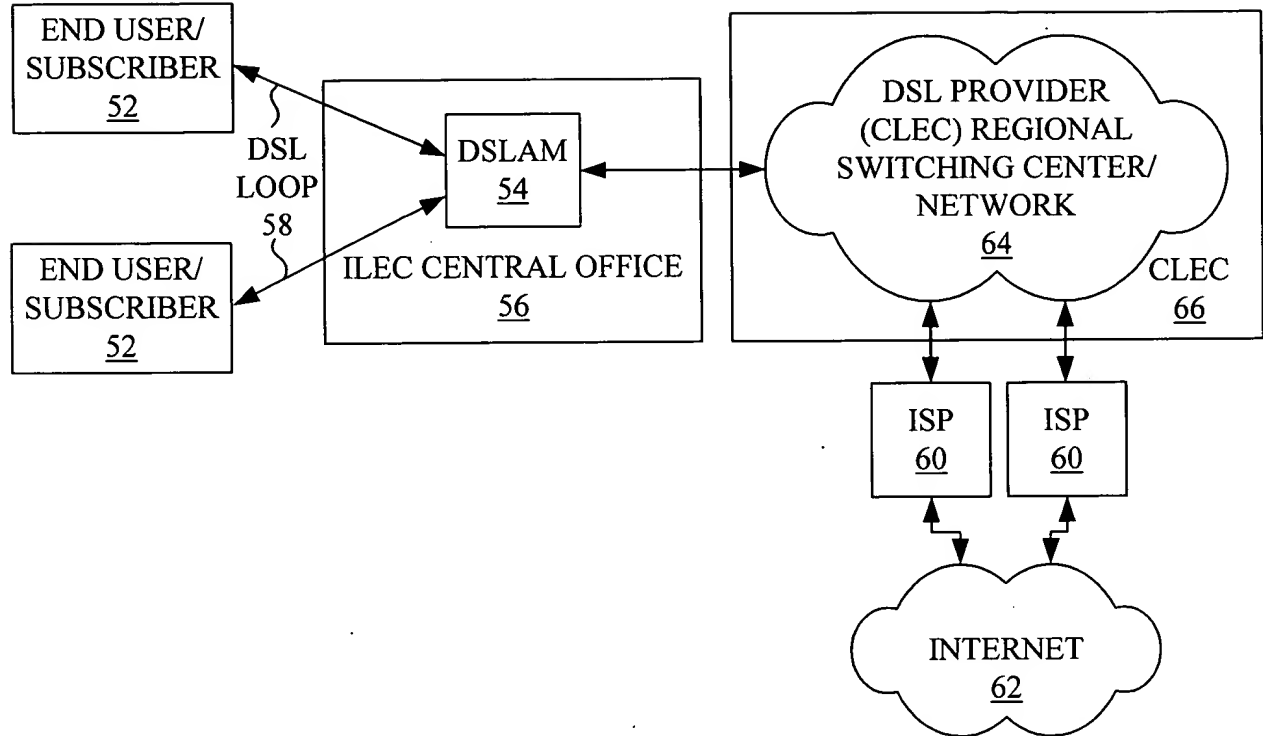 END USER/
SUBSCRIBER
52
DSL
LOOP
58
END USER/
SUBSCRIBER
52
DSLAM
54
ILEC CENTRAL OFFICE
56
DSL PROVIDER
(CLEC) REGIONAL
SWITCHING CENTER/
NETWORK
64
CLEC
66
ISP
60
ISP
60
INTERNET
62